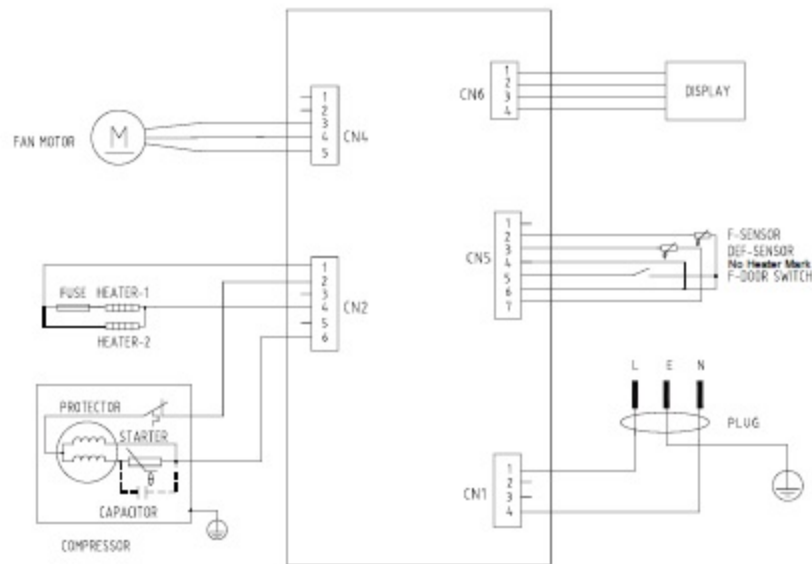 FAN MOTOR
M
1
2
3
4
5
CN4
CN6
1
2
3
4
DISPLAY
CN5
1
2
3
4
5
6
7
F-SENSOR
DEF-SENSOR
No Heater Mark
F-DOOR SWITCH
FUSE HEATER-1
HEATER-2
1
2
3
4
5
6
CN2
PROTECTOR
STARTER
θ
CAPACITOR
COMPRESSOR
L E N
PLUG
CN1
1
2
3
4